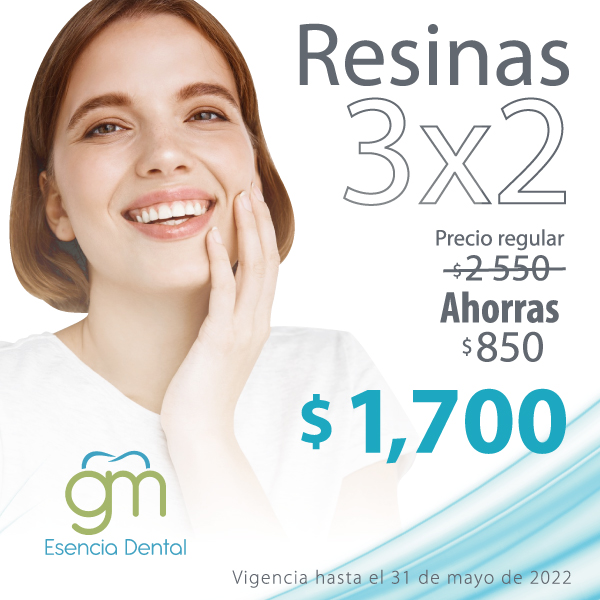 Resinas
3x2
Precio regular
$2 550
Ahorras
$850
$ 1,700
gm
Esencia Dental
Vigencia hasta el 31 de mayo de 2022